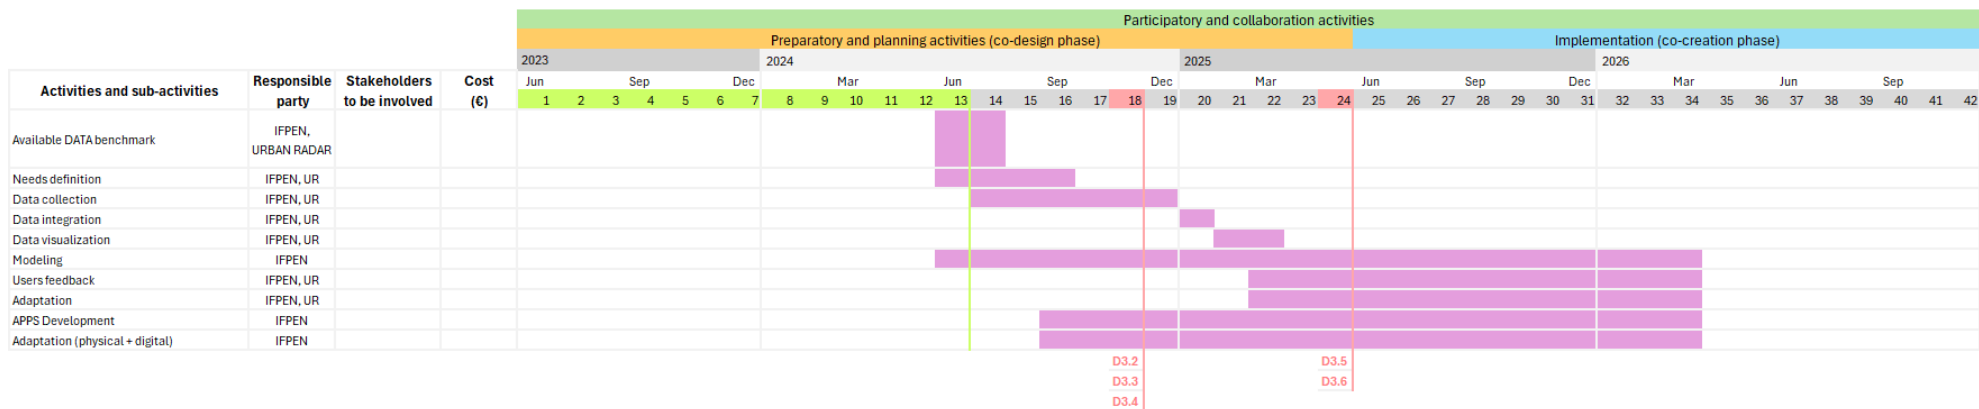 Participatory and collaboration activities
Preparatory and planning activities (co-design phase) Implementation (co-creation phase)
2023 2024 2025 2026
Activities and sub-activities Responsible party Stakeholders to be involved Cost (€) Jun Sep Dec Mar Jun Sep Dec Mar Jun Sep Dec Mar Jun Sep
1 2 3 4 5 6 7 8 9 10 11 12 13 14 15 16 17 18 19 20 21 22 23 24 25 26 27 28 29 30 31 32 33 34 35 36 37 38 39 40 41 42
Available DATA benchmark IFPEN, URBAN RADAR
Needs definition IFPEN, UR
Data collection IFPEN, UR
Data integration IFPEN, UR
Data visualization IFPEN, UR
Modeling IFPEN
Users feedback IFPEN, UR
Adaptation IFPEN, UR
APPS Development IFPEN
Adaptation (physical + digital) IFPEN
D3.2 D3.5
D3.3 D3.6
D3.4